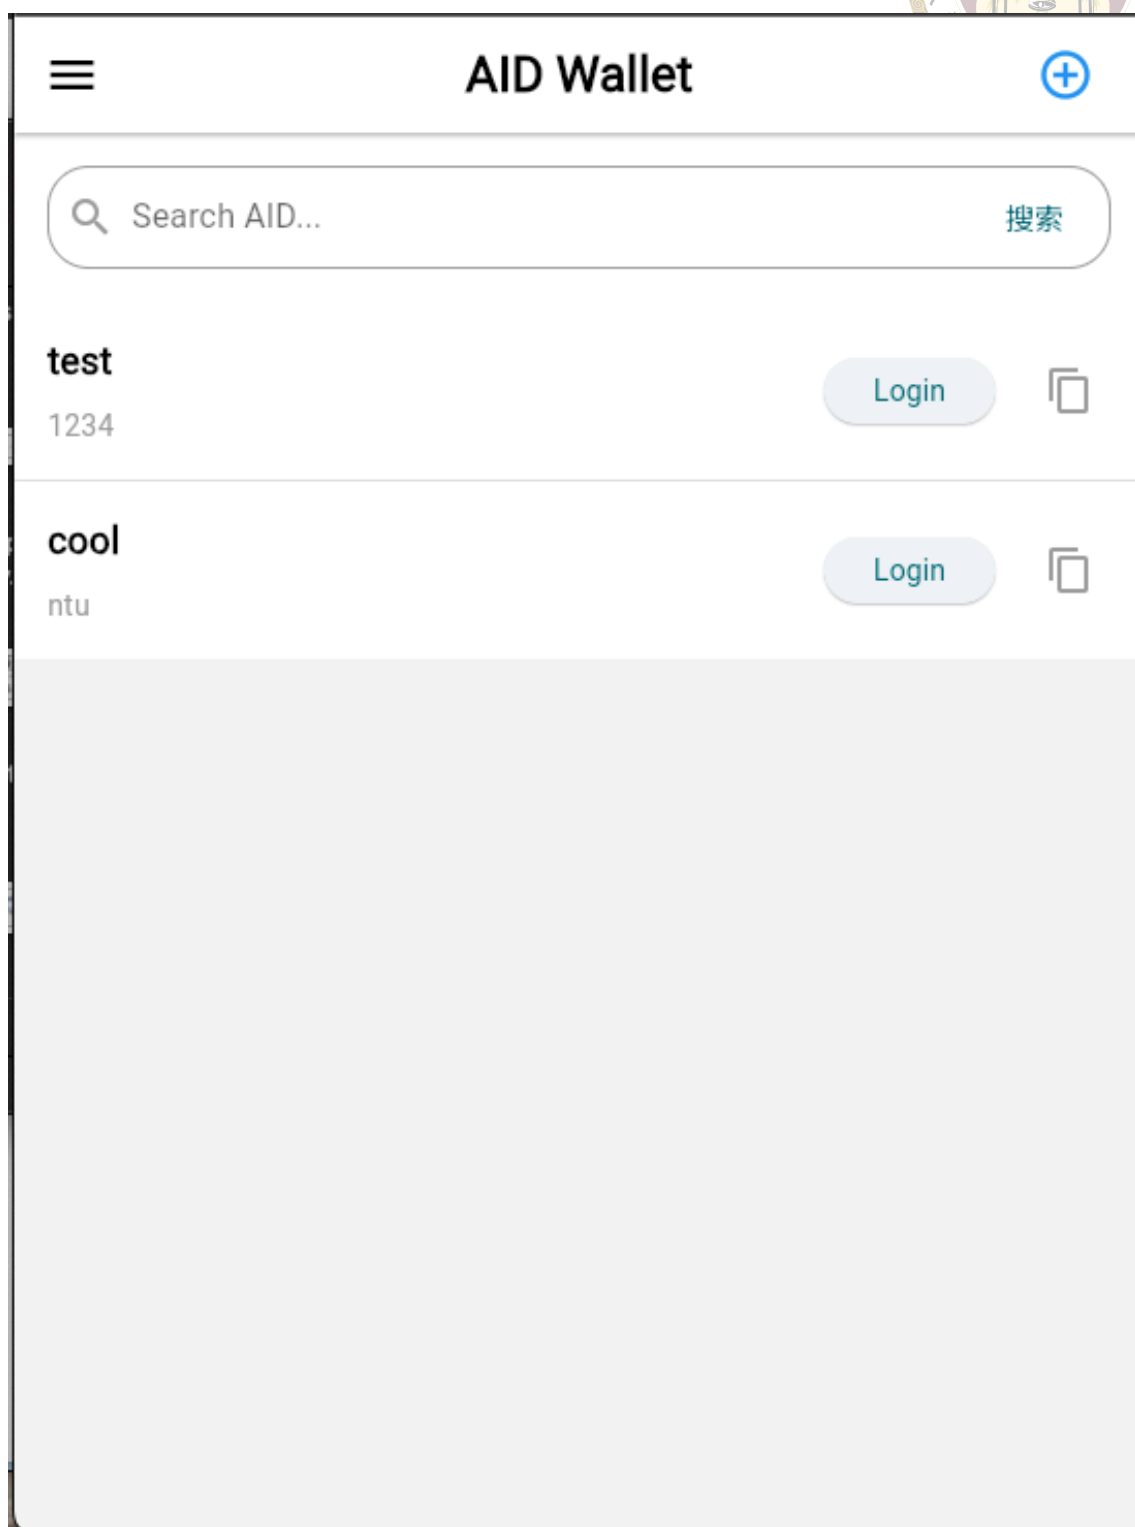 AID Wallet
Search AID...
搜索
test
1234
Login
cool
ntu
Login